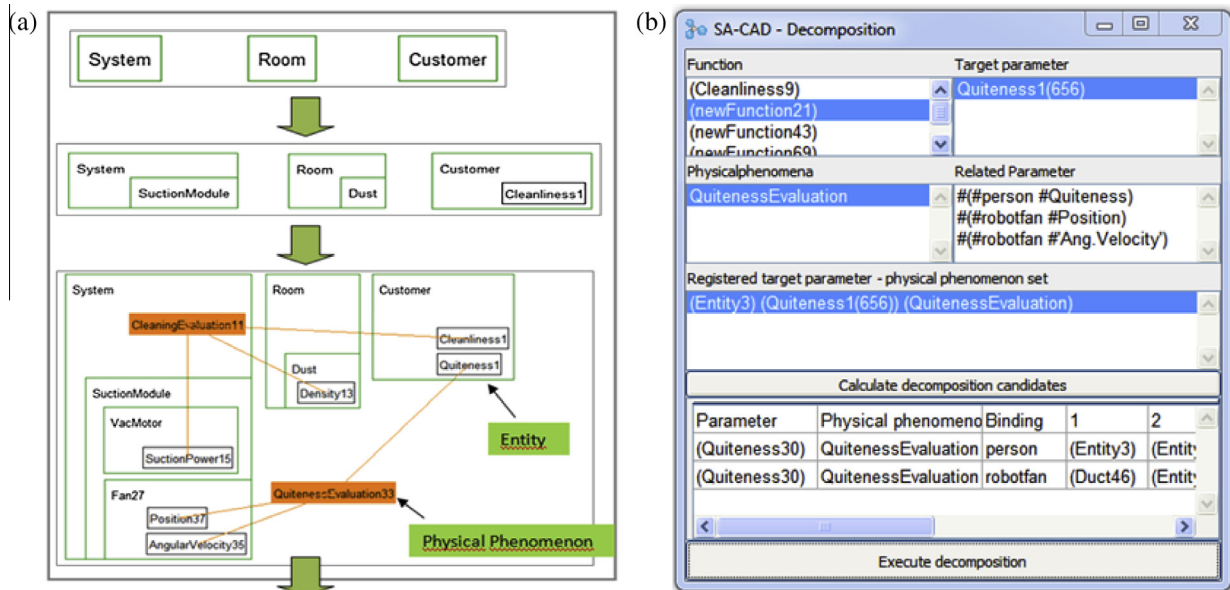 (a)
System Room Customer
System Room Customer
SuctionModule Dust Cleanliness1
System Room Customer
CleaningEvaluation11
Cleanliness1
Quiteness1
Dust
Density13
SuctionModule
VacMotor
SuctionPower15
Entity
Fan27
QuitenessEvaluation33
Position37
AngularVelocity35
Physical Phenomenon
(b)
SA-CAD - Decomposition
Function Target parameter
(Cleanliness9) Quiteness1(656)
(newFunction21)
(newFunction43)
(newFunction69)
Physicalphenomena Related Parameter
QuitenessEvaluation #(#person #Quiteness)
#(#robotfan #Position)
#(#robotfan #'Ang.Velocity')
Registered target parameter - physical phenomenon set
(Entity3) (Quiteness1(656)) (QuitenessEvaluation)
Calculate decomposition candidates
Parameter Physical phenomeno Binding 1 2
(Quiteness30) QuitenessEvaluation person (Entity3) (Entity
(Quiteness30) QuitenessEvaluation robotfan (Duct46) (Entity
Execute decomposition